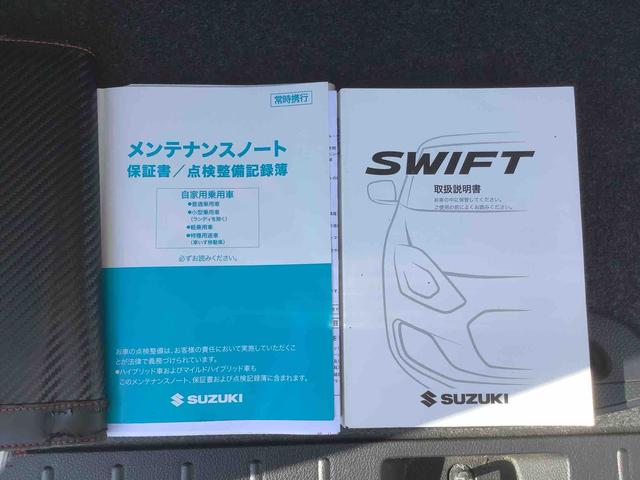 常時携行
メンテナンスノート
保証書／点検整備記録簿
自家用乗用車
●普通乗用車
●小型乗用車
(ランディを除く)
●軽乗用車
●特種用途車
(車いす移動車)
必ずお読みください。
お車の点検整備は、お客様の責任において実施していただくこ
とが法律で義務づけられています。
●ハイブリッド車およびマイルドハイブリッド車も
このメンテナンスノート、保証書および点検記録簿に含まれます。
SUZUKI
SWIFT
取扱説明書
お車の中に保管してください。
ご使用の前によくお読みください。
SUZUKI